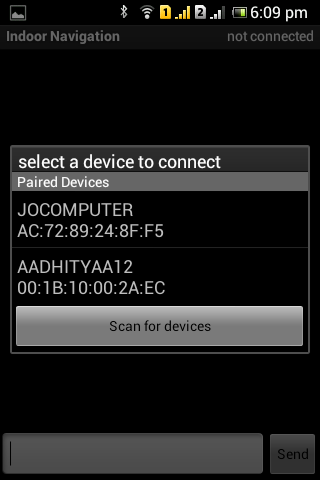 1 2 6:09 pm
Indoor Navigation not connected
select a device to connect
Paired Devices
JOCOMPUTER
AC:72:89:24:8F:F5
AADHITYAA12
00:1B:10:00:2A:EC
Scan for devices
Send